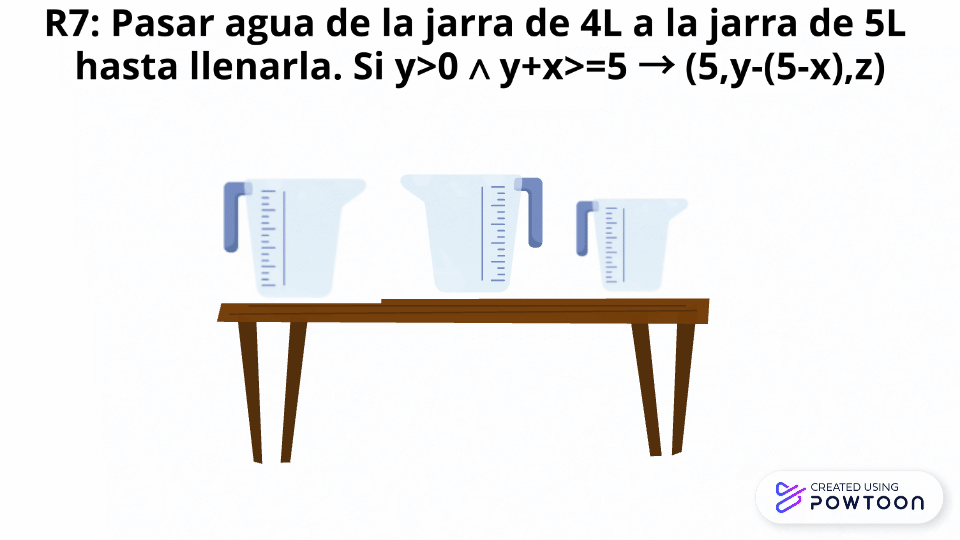 R7: Pasar agua de la jarra de 4L a la jarra de 5L
hasta llenarla. Si y>0 ∧ y+x>=5 → (5,y-(5-x),z)
CREATED USING
POWTOON